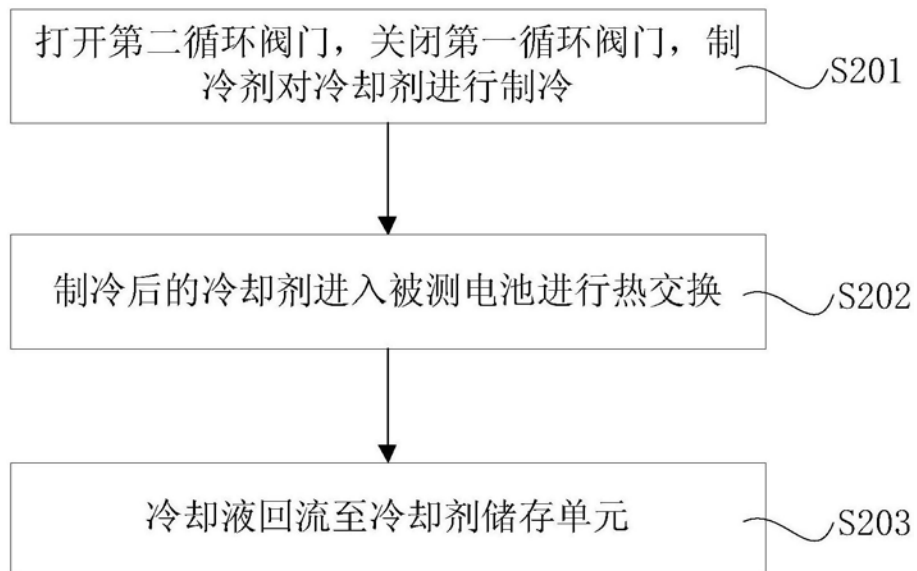 打开第二循环阀门，关闭第一循环阀门，制
冷剂对冷却剂进行制冷
S201
制冷后的冷却剂进入被测电池进行热交换
S202
冷却液回流至冷却剂储存单元
S203